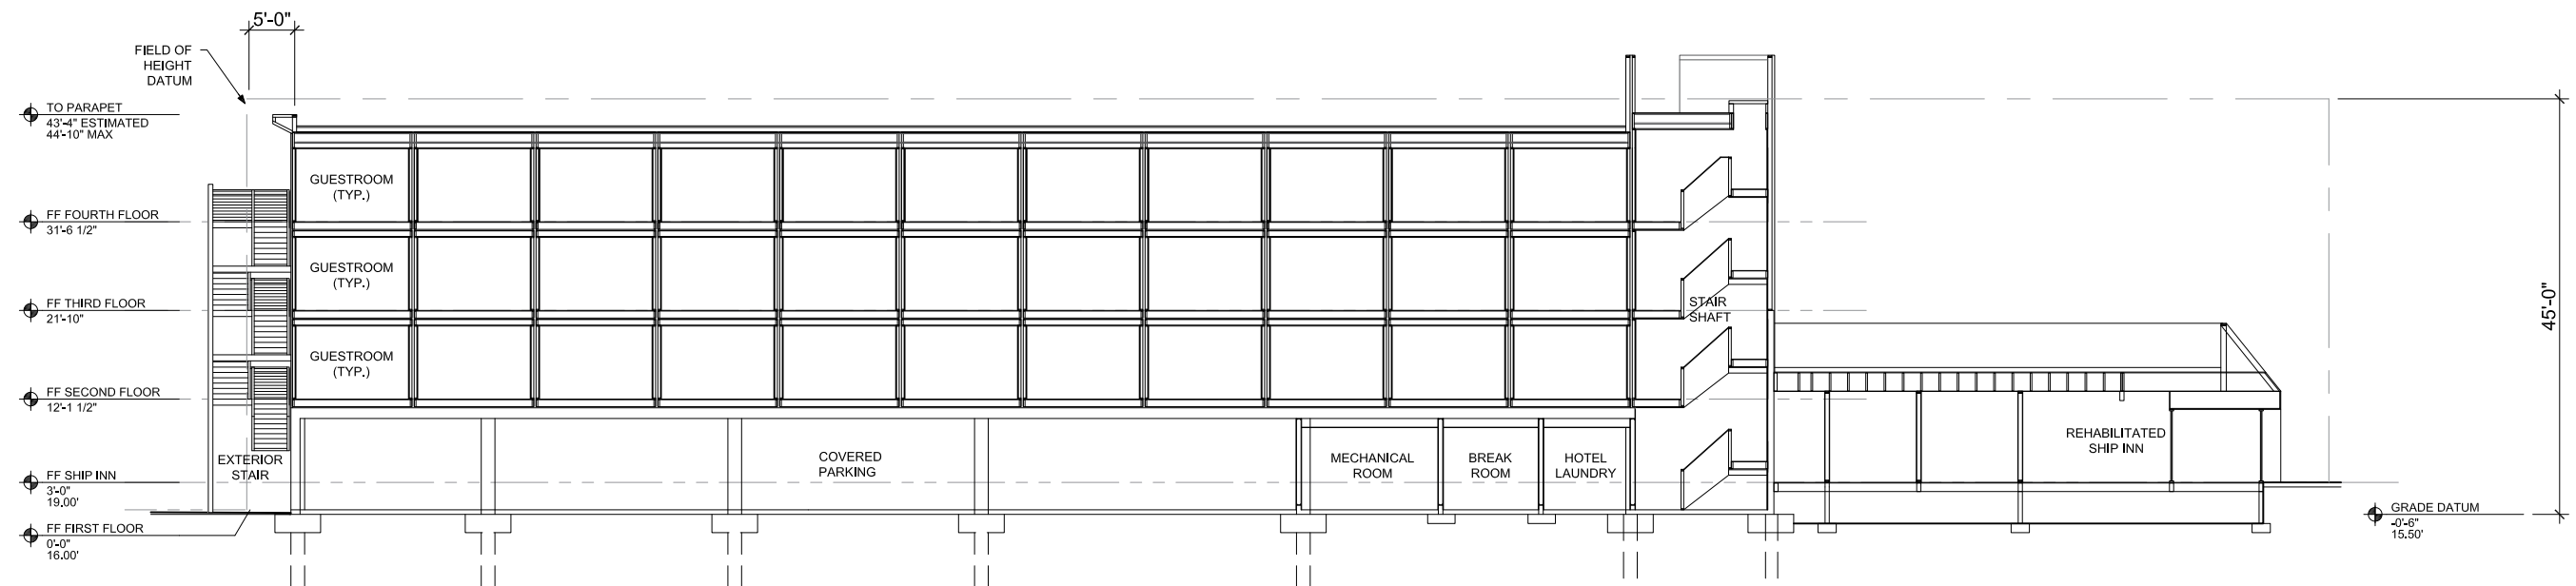 5'-0"
FIELD OF
HEIGHT
DATUM
TO PARAPET
43'-4" ESTIMATED
44'-10" MAX
GUESTROOM
(TYP.)
FF FOURTH FLOOR
31'-6 1/2"
GUESTROOM
(TYP.)
FF THIRD FLOOR
21'-10"
STAIR
SHAFT
45'-0"
GUESTROOM
(TYP.)
FF SECOND FLOOR
12'-1 1/2"
EXTERIOR
STAIR
COVERED
PARKING
MECHANICAL
ROOM
BREAK
ROOM
HOTEL
LAUNDRY
REHABILITATED
SHIP INN
FF SHIP INN
3'-0"
19.00'
FF FIRST FLOOR
0'-0"
16.00'
GRADE DATUM
-0'-6"
15.50'